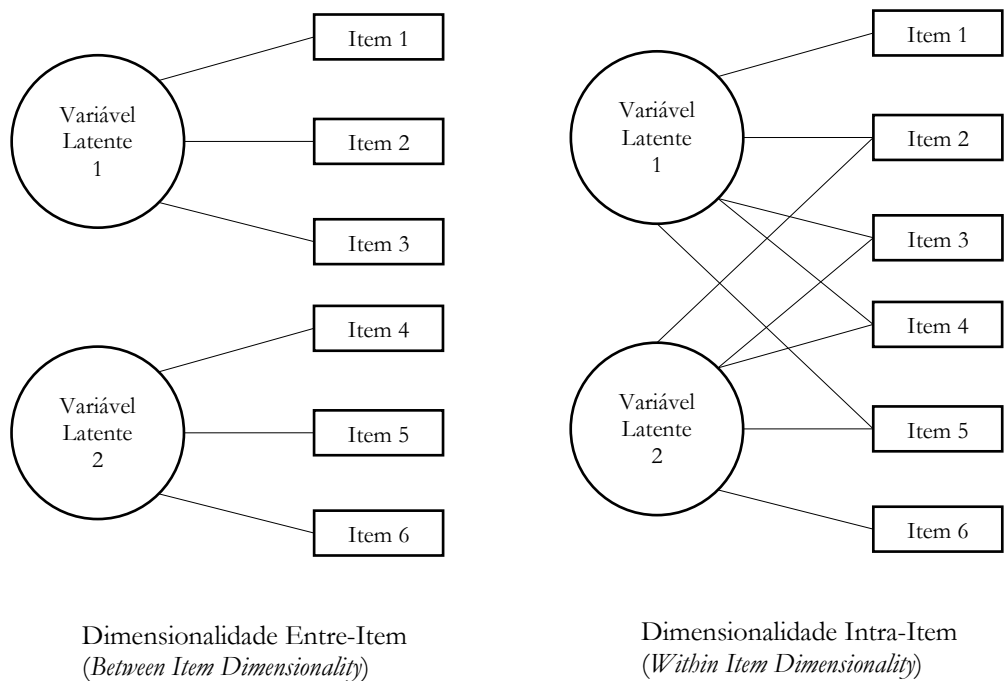 Variável
Latente
1
Item 1
Item 2
Item 3
Variável
Latente
2
Item 4
Item 5
Item 6
Dimensionalidade Entre-Item
(Between Item Dimensionality)
Variável
Latente
1
Item 1
Item 2
Item 3
Variável
Latente
2
Item 4
Item 5
Item 6
Dimensionalidade Intra-Item
(Within Item Dimensionality)